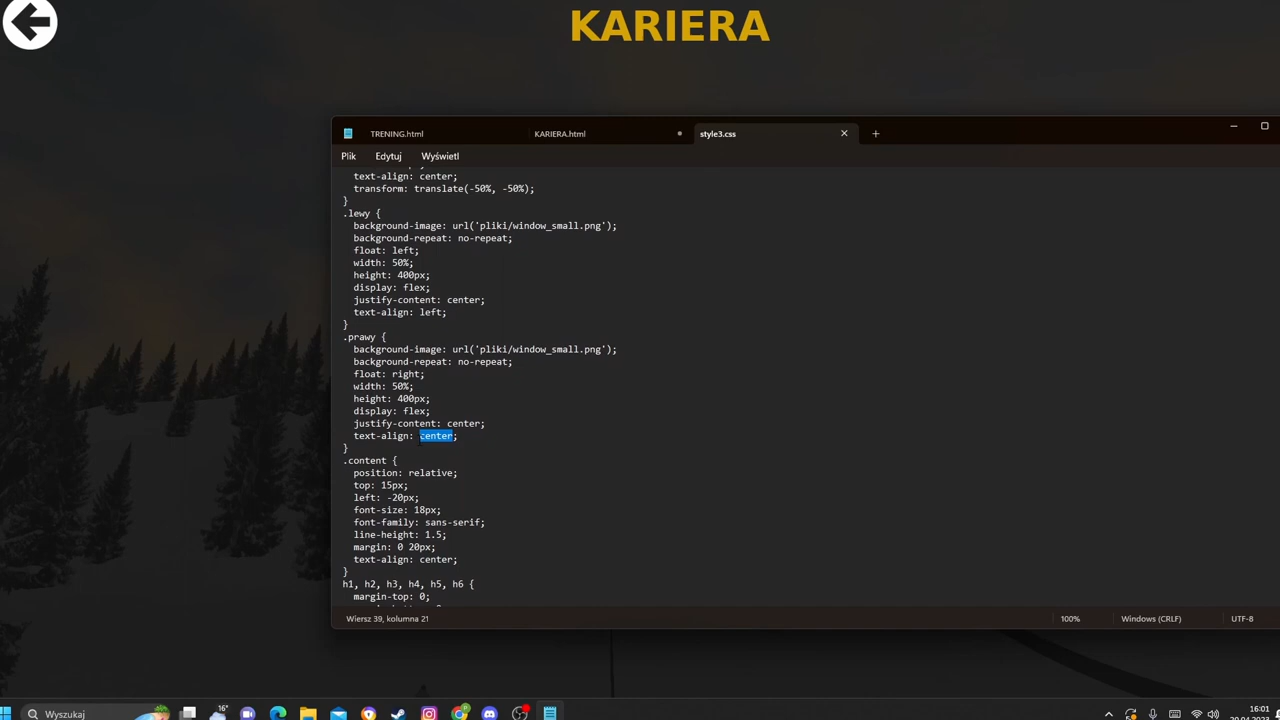 KARIERA
TRENING.html
KARIERA.html
style3.css
Plik
Edytuj
Wyświetl
text-align: center;
transform: translate(-50%, -50%);
}
.lewy {
background-image: url('pliki/window_small.png');
background-repeat: no-repeat;
float: left;
width: 50%;
height: 400px;
display: flex;
justify-content: center;
text-align: left;
}
.prawy {
background-image: url('pliki/window_small.png');
background-repeat: no-repeat;
float: right;
width: 50%;
height: 400px;
display: flex;
justify-content: center;
text-align: center;
}
.content {
position: relative;
top: 15px;
left: -20px;
font-size: 18px;
font-family: sans-serif;
line-height: 1.5;
margin: 0 20px;
text-align: center;
}
h1, h2, h3, h4, h5, h6 {
margin-top: 0;
Wiersz 39, kolumna 21
100%
Windows (CRLF)
UTF-8
Wyszukaj
16°
16:01